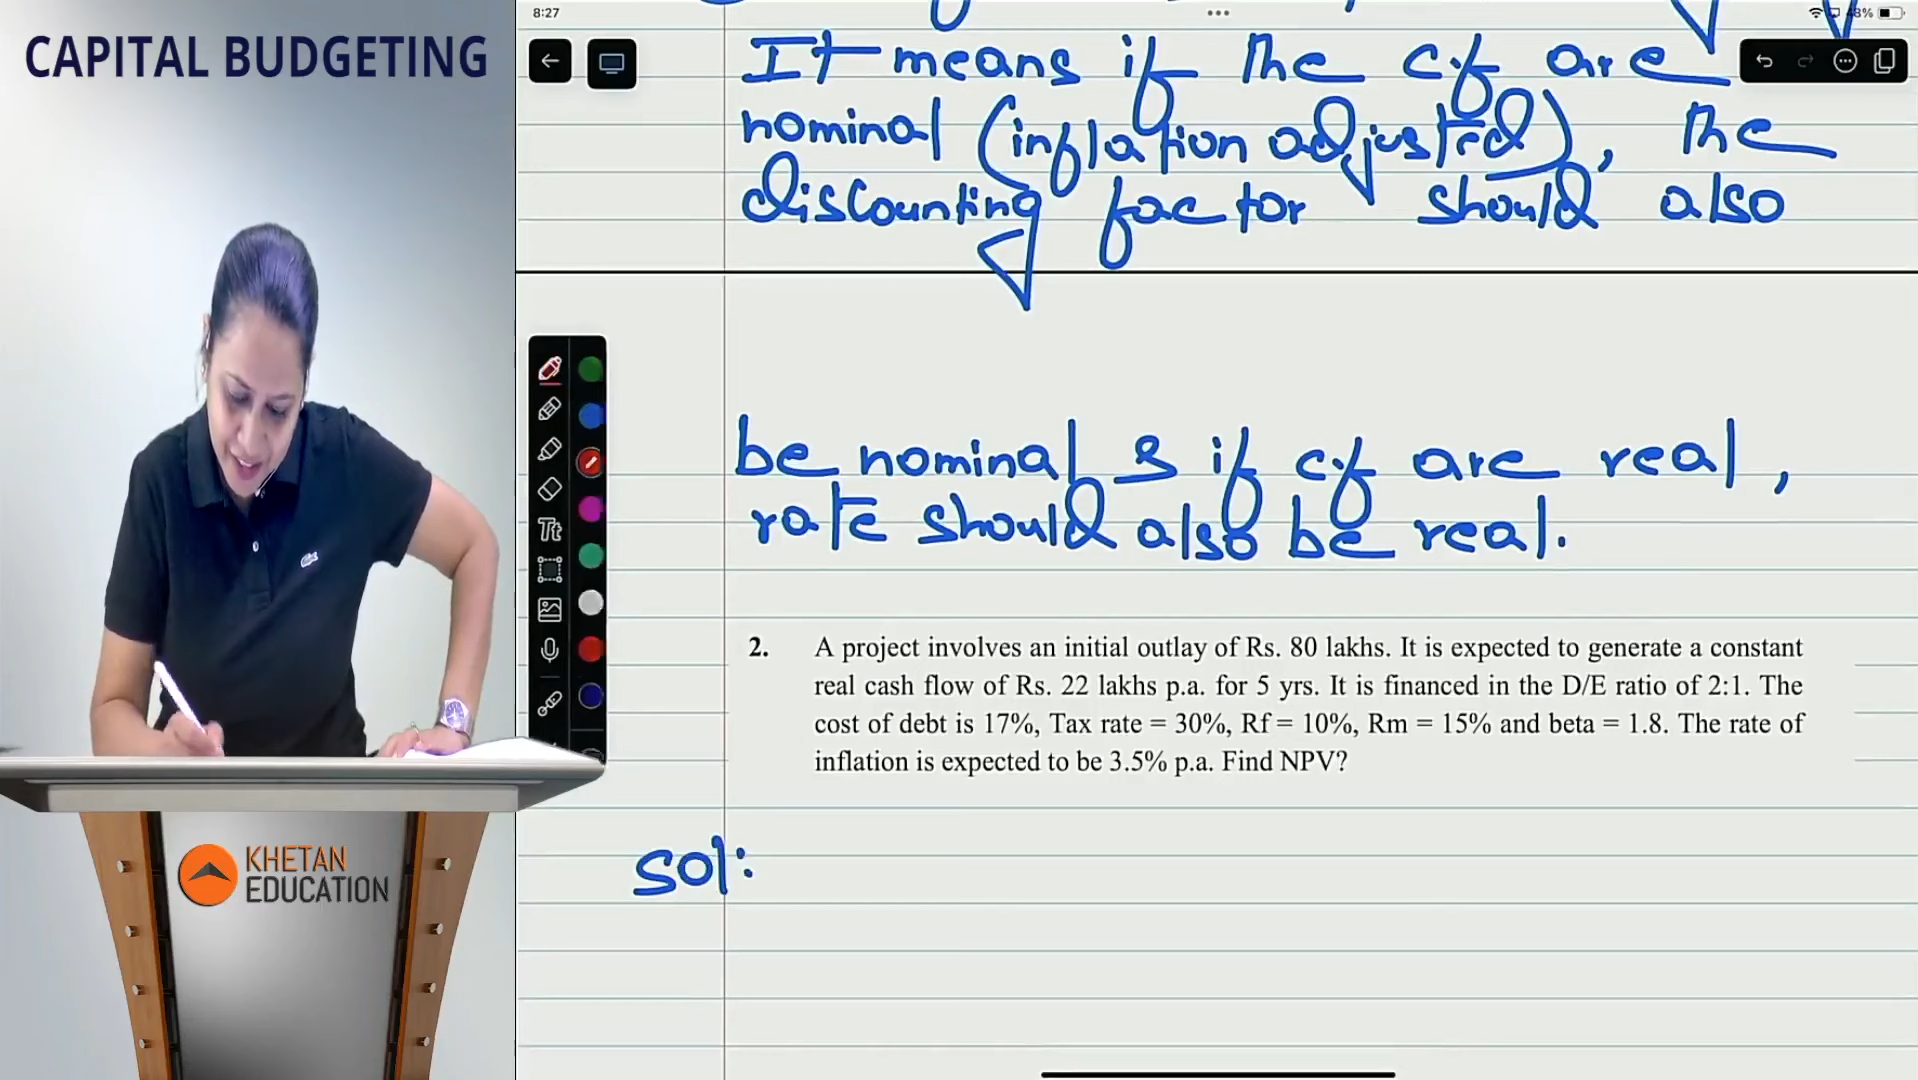 CAPITAL BUDGETING
8:27
48%
It means if the c.f are
nominal (inflation adjusted), the
discounting factor should also
be nominal & if cf are real,
rate should also be real.
2. A project involves an initial outlay of Rs. 80 lakhs. It is expected to generate a constant
real cash flow of Rs. 22 lakhs p.a. for 5 yrs. It is financed in the D/E ratio of 2:1. The
cost of debt is 17%, Tax rate = 30%, Rf = 10%, Rm = 15% and beta = 1.8. The rate of
inflation is expected to be 3.5% p.a. Find NPV?
Sol:
Tt
KHETAN
EDUCATION